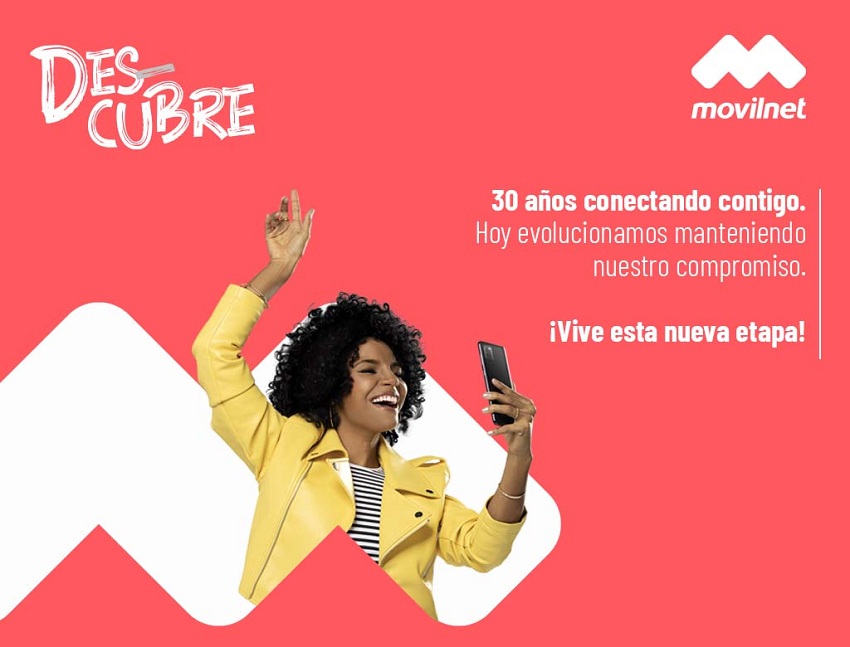 DES-
CUBRE
movilnet
30 años conectando contigo.
Hoy evolucionamos manteniendo
nuestro compromiso.
¡Vive esta nueva etapa!